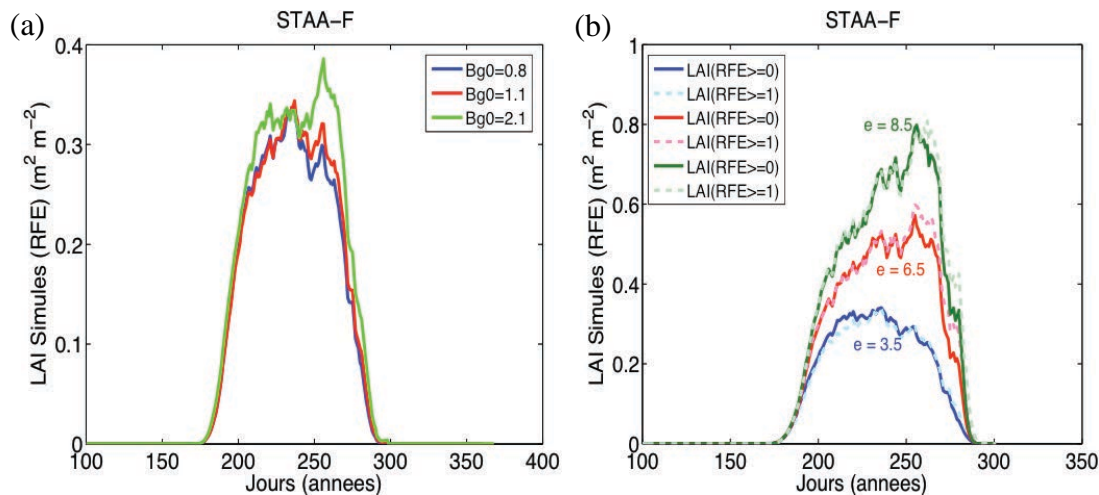 (a)
STAA-F
LAI Simules (RFE) (m² m⁻²)
0.4
0.3
0.2
0.1
0
100 150 200 250 300 350 400
Jours (annees)
Bg0=0.8
Bg0=1.1
Bg0=2.1
(b)
STAA-F
LAI Simules (RFE) (m² m⁻²)
1
0.8
0.6
0.4
0.2
0
100 150 200 250 300 350
Jours (annees)
LAI(RFE>=0)
LAI(RFE>=1)
LAI(RFE>=0)
LAI(RFE>=1)
LAI(RFE>=0)
LAI(RFE>=1)
e = 8.5
e = 6.5
e = 3.5